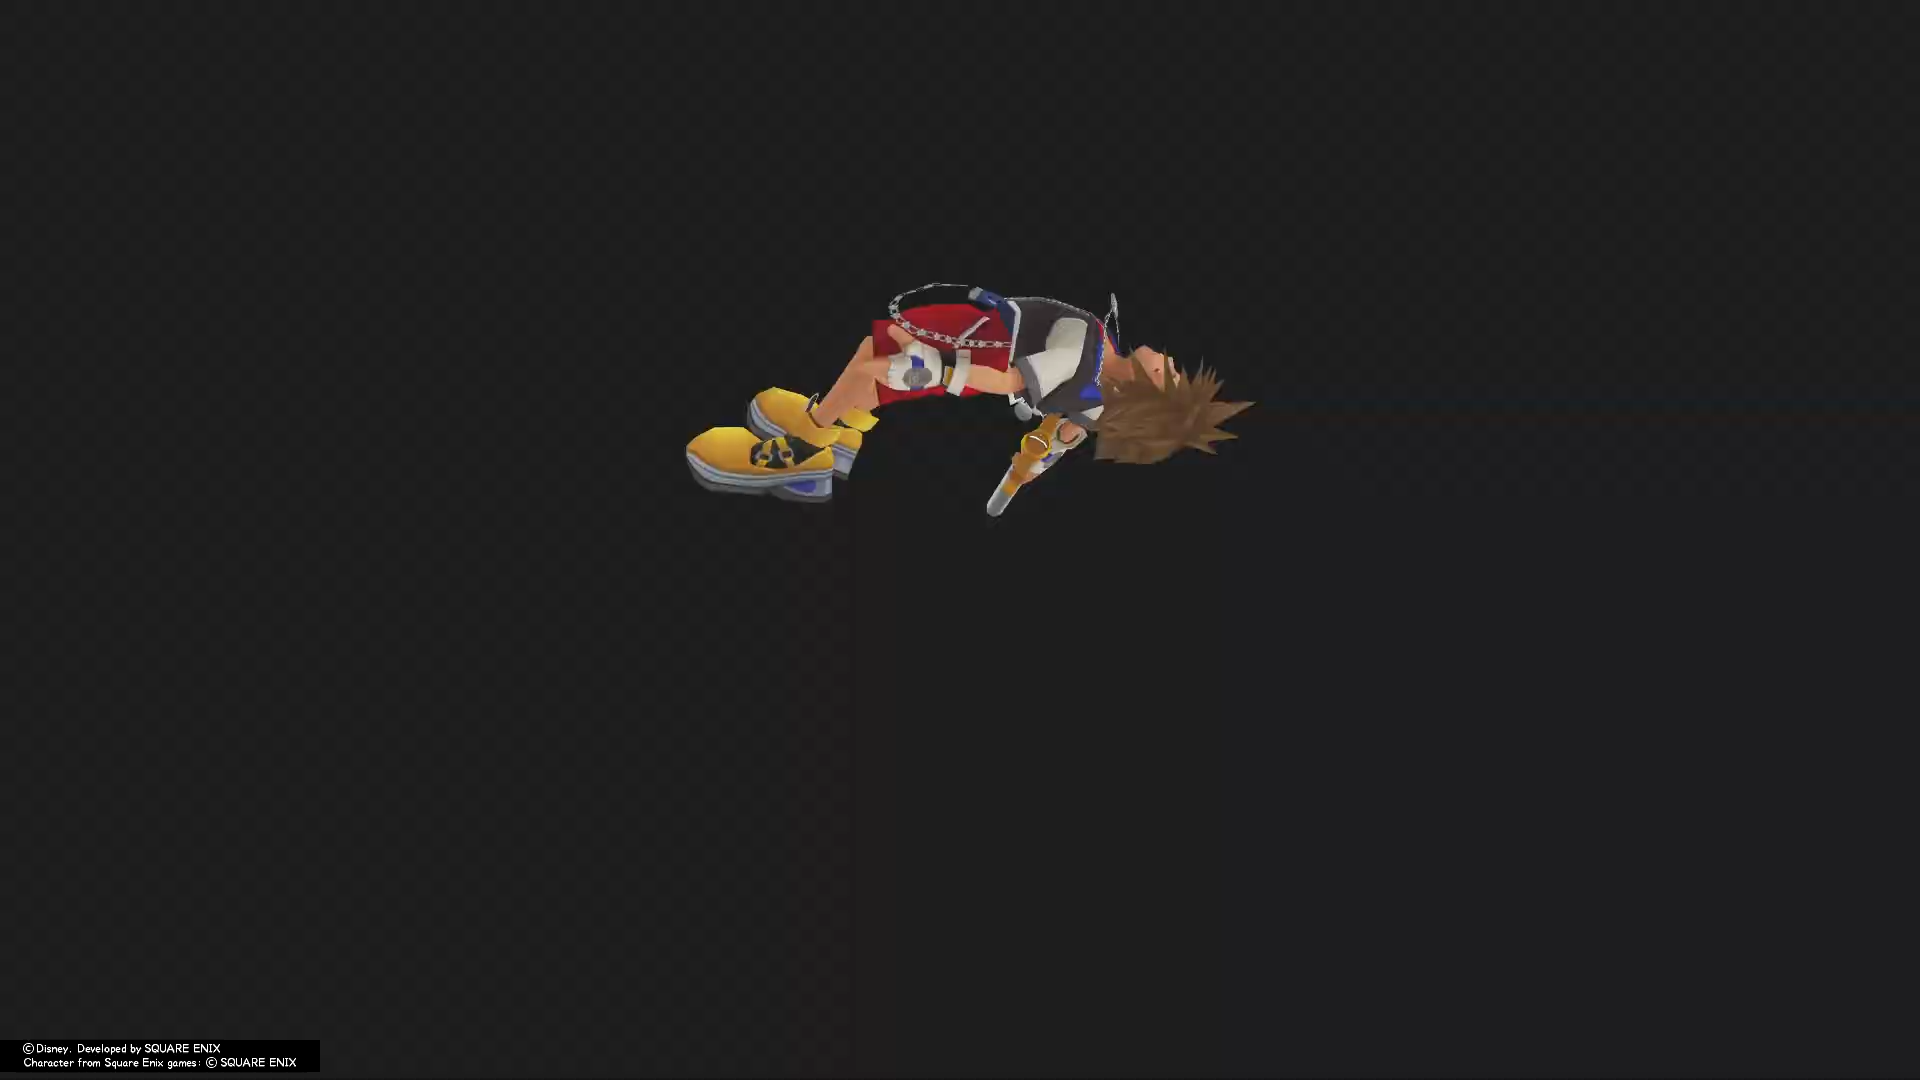 ©Disney. Developed by SQUARE ENIX
Character from Square Enix games: © SQUARE ENIX